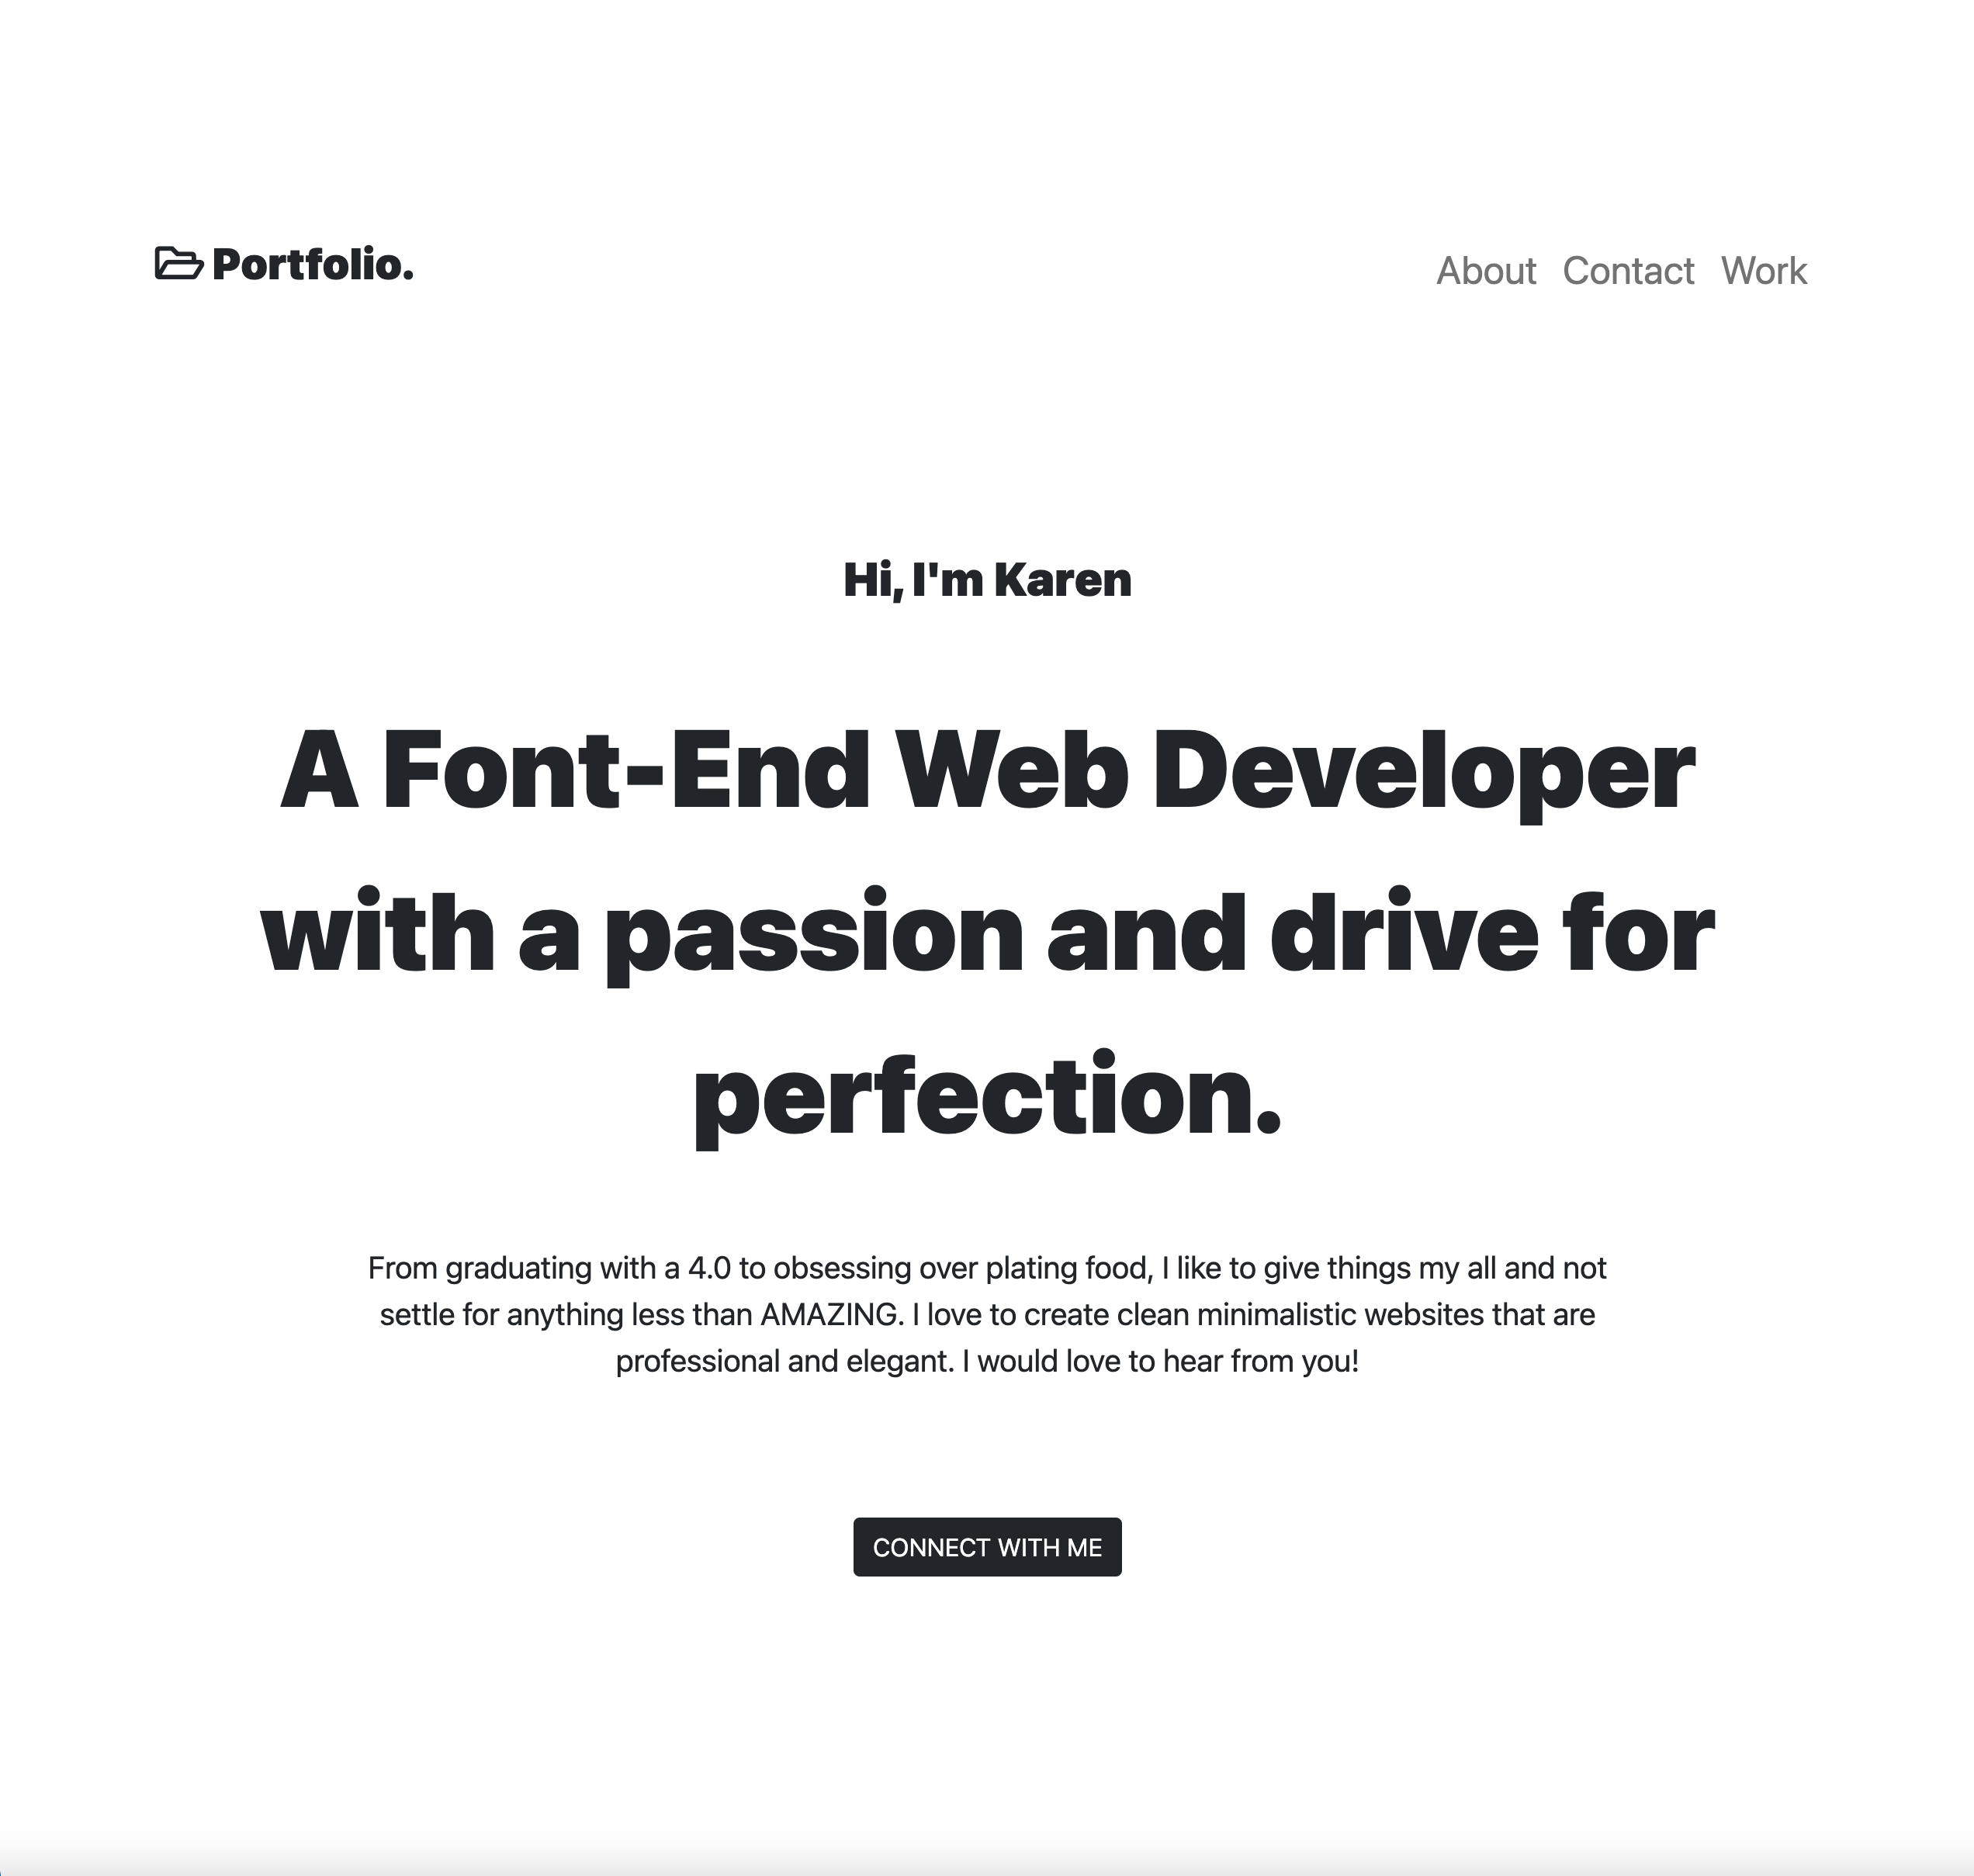 Portfolio.
About Contact Work
Hi, I'm Karen
A Font-End Web Developer
with a passion and drive for
perfection.
From graduating with a 4.0 to obsessing over plating food, I like to give things my all and not
settle for anything less than AMAZING. I love to create clean minimalistic websites that are
professional and elegant. I would love to hear from you!
CONNECT WITH ME